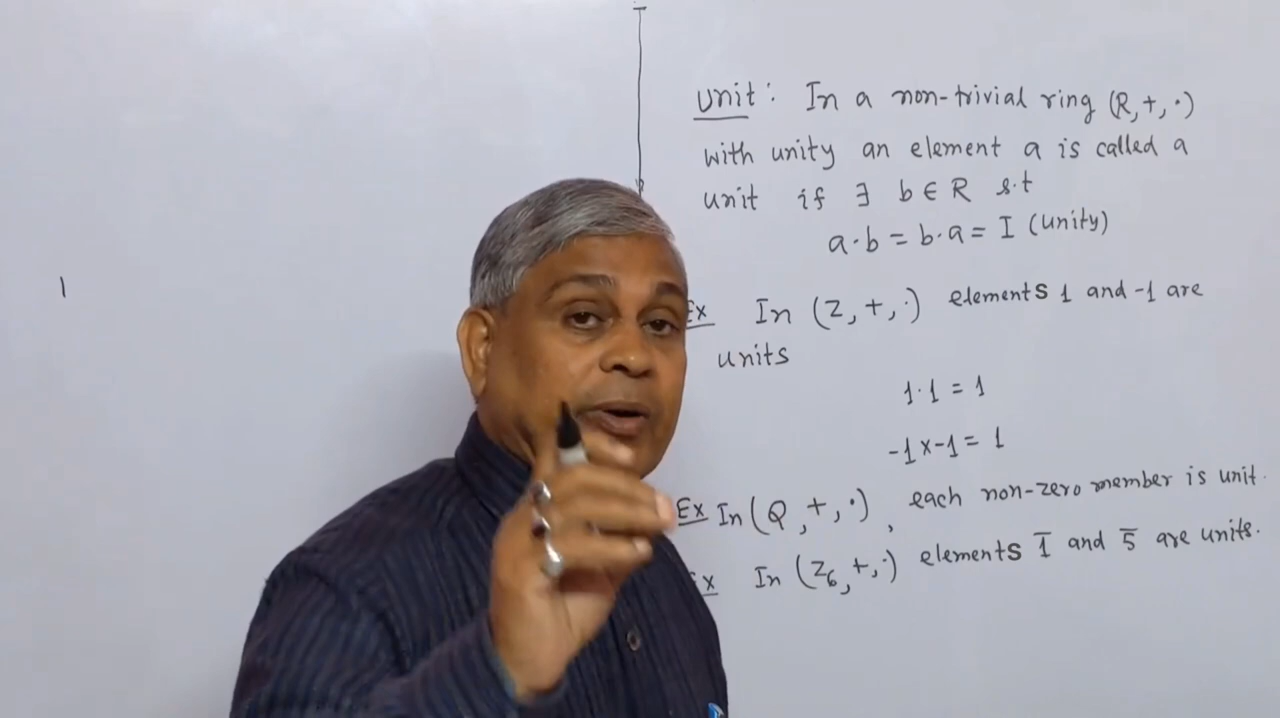 Unit: In a non-trivial ring (R,+,·)
with unity an element a is called a
unit if ∃ b ∈ R s.t
a·b = b·a = I (unity)
Ex In (Z,+,·) elements 1 and -1 are
units
1·1 = 1
-1×-1 = 1
Ex In (Q,+,·), each non-zero member is unit.
Ex In (Z₆,+,·) elements 1̅ and 5̅ are units.